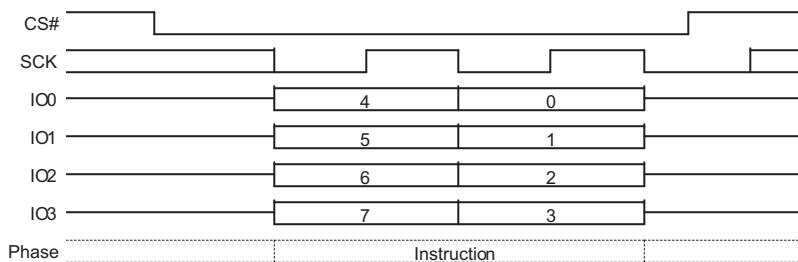 CS#
SCK
IO0 4 0
IO1 5 1
IO2 6 2
IO3 7 3
Phase Instruction